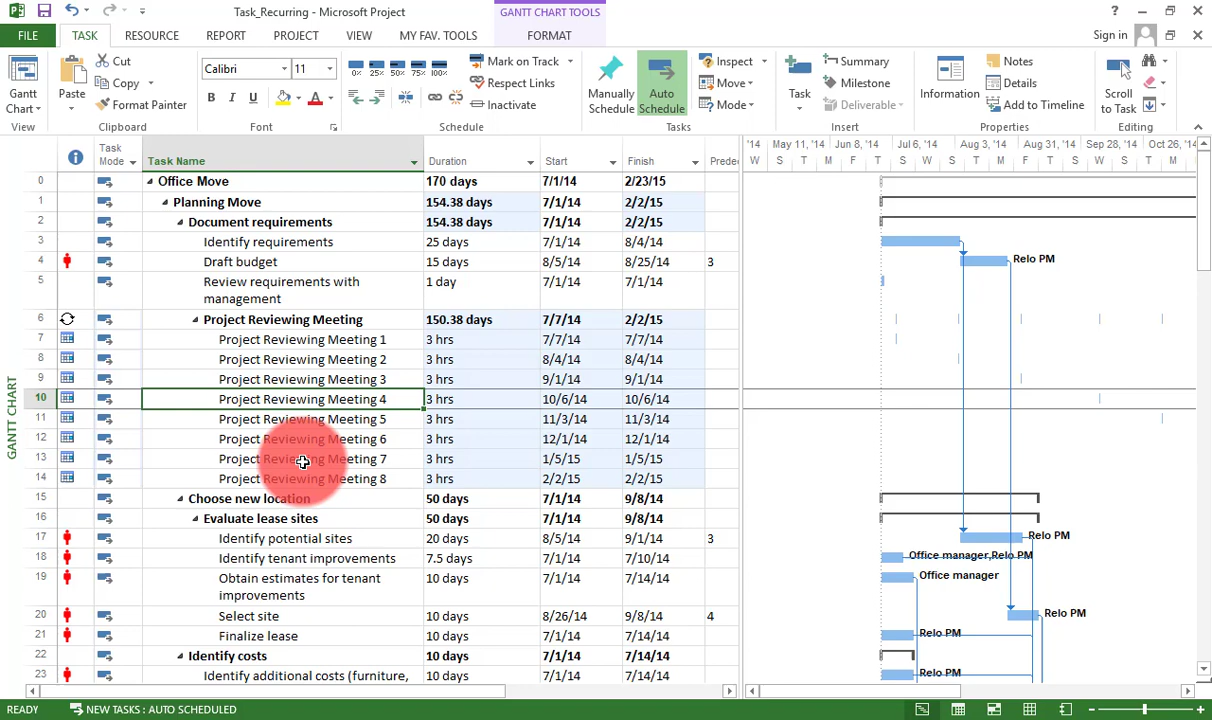 Task_Recurring - Microsoft Project
GANTT CHART TOOLS
?
FILE TASK RESOURCE REPORT PROJECT VIEW MY FAV. TOOLS FORMAT Sign in
Gantt Chart
View
Paste
Cut
Copy
Format Painter
Clipboard
Calibri 11
B I U A
Font
0% 25% 50% 75% 100%
Mark on Track
Respect Links
Inactivate
Schedule
Manually Schedule
Auto Schedule
Inspect
Move
Mode
Tasks
Task
Summary
Milestone
Deliverable
Insert
Information
Notes
Details
Add to Timeline
Properties
Scroll to Task
Editing
Task Mode Task Name Duration Start Finish Prede
'14 May 11, '14 Jun 8, '14 Jul 6, '14 Aug 3, '14 Aug 31, '14 Sep 28, '14 Oct 26, '14
W S T M F T S W S T M F T S W S T M
0 Office Move 170 days 7/1/14 2/23/15
1 Planning Move 154.38 days 7/1/14 2/2/15
2 Document requirements 154.38 days 7/1/14 2/2/15
3 Identify requirements 25 days 7/1/14 8/4/14
4 Draft budget 15 days 8/5/14 8/25/14 3 Relo PM
5 Review requirements with management 1 day 7/1/14 7/1/14
6 Project Reviewing Meeting 150.38 days 7/7/14 2/2/15
7 Project Reviewing Meeting 1 3 hrs 7/7/14 7/7/14
8 Project Reviewing Meeting 2 3 hrs 8/4/14 8/4/14
9 Project Reviewing Meeting 3 3 hrs 9/1/14 9/1/14
10 Project Reviewing Meeting 4 3 hrs 10/6/14 10/6/14
11 Project Reviewing Meeting 5 3 hrs 11/3/14 11/3/14
12 Project Reviewing Meeting 6 3 hrs 12/1/14 12/1/14
13 Project Reviewing Meeting 7 3 hrs 1/5/15 1/5/15
14 Project Reviewing Meeting 8 3 hrs 2/2/15 2/2/15
15 Choose new location 50 days 7/1/14 9/8/14
16 Evaluate lease sites 50 days 7/1/14 9/8/14
17 Identify potential sites 20 days 8/5/14 9/1/14 3 Relo PM
18 Identify tenant improvements 7.5 days 7/1/14 7/10/14 Office manager,Relo PM
19 Obtain estimates for tenant improvements 10 days 7/1/14 7/14/14 Office manager
20 Select site 10 days 8/26/14 9/8/14 4 Relo PM
21 Finalize lease 10 days 7/1/14 7/14/14 Relo PM
22 Identify costs 10 days 7/1/14 7/14/14
23 Identify additional costs (furniture, 10 days 7/1/14 7/14/14 Relo PM
GANTT CHART
READY NEW TASKS : AUTO SCHEDULED